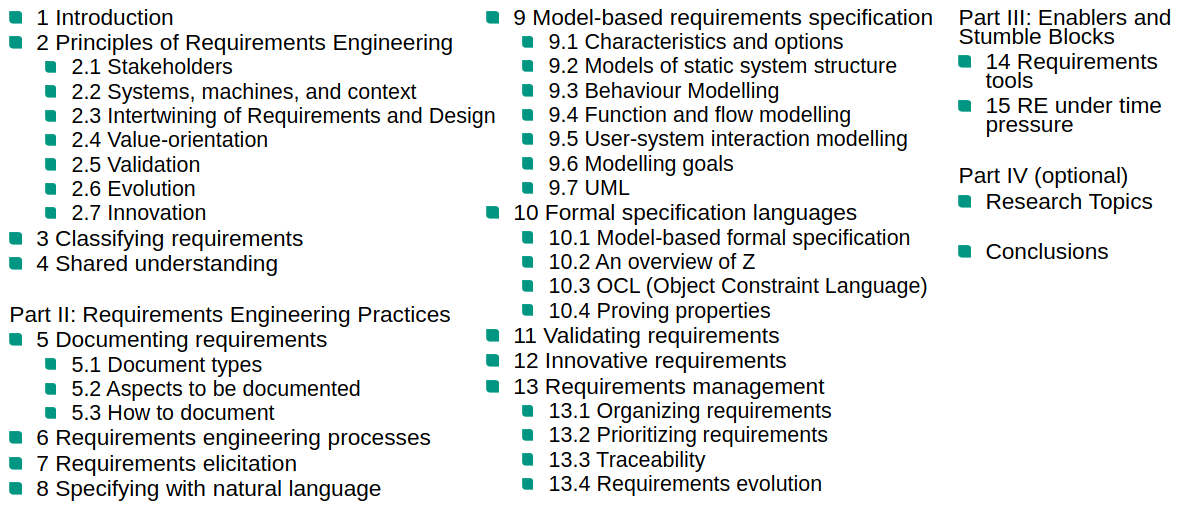 1 Introduction
2 Principles of Requirements Engineering
2.1 Stakeholders
2.2 Systems, machines, and context
2.3 Intertwining of Requirements and Design
2.4 Value-orientation
2.5 Validation
2.6 Evolution
2.7 Innovation
3 Classifying requirements
4 Shared understanding
Part II: Requirements Engineering Practices
5 Documenting requirements
5.1 Document types
5.2 Aspects to be documented
5.3 How to document
6 Requirements engineering processes
7 Requirements elicitation
8 Specifying with natural language
9 Model-based requirements specification
9.1 Characteristics and options
9.2 Models of static system structure
9.3 Behaviour Modelling
9.4 Function and flow modelling
9.5 User-system interaction modelling
9.6 Modelling goals
9.7 UML
10 Formal specification languages
10.1 Model-based formal specification
10.2 An overview of Z
10.3 OCL (Object Constraint Language)
10.4 Proving properties
11 Validating requirements
12 Innovative requirements
13 Requirements management
13.1 Organizing requirements
13.2 Prioritizing requirements
13.3 Traceability
13.4 Requirements evolution
Part III: Enablers and
Stumble Blocks
14 Requirements
tools
15 RE under time
pressure
Part IV (optional)
Research Topics
Conclusions